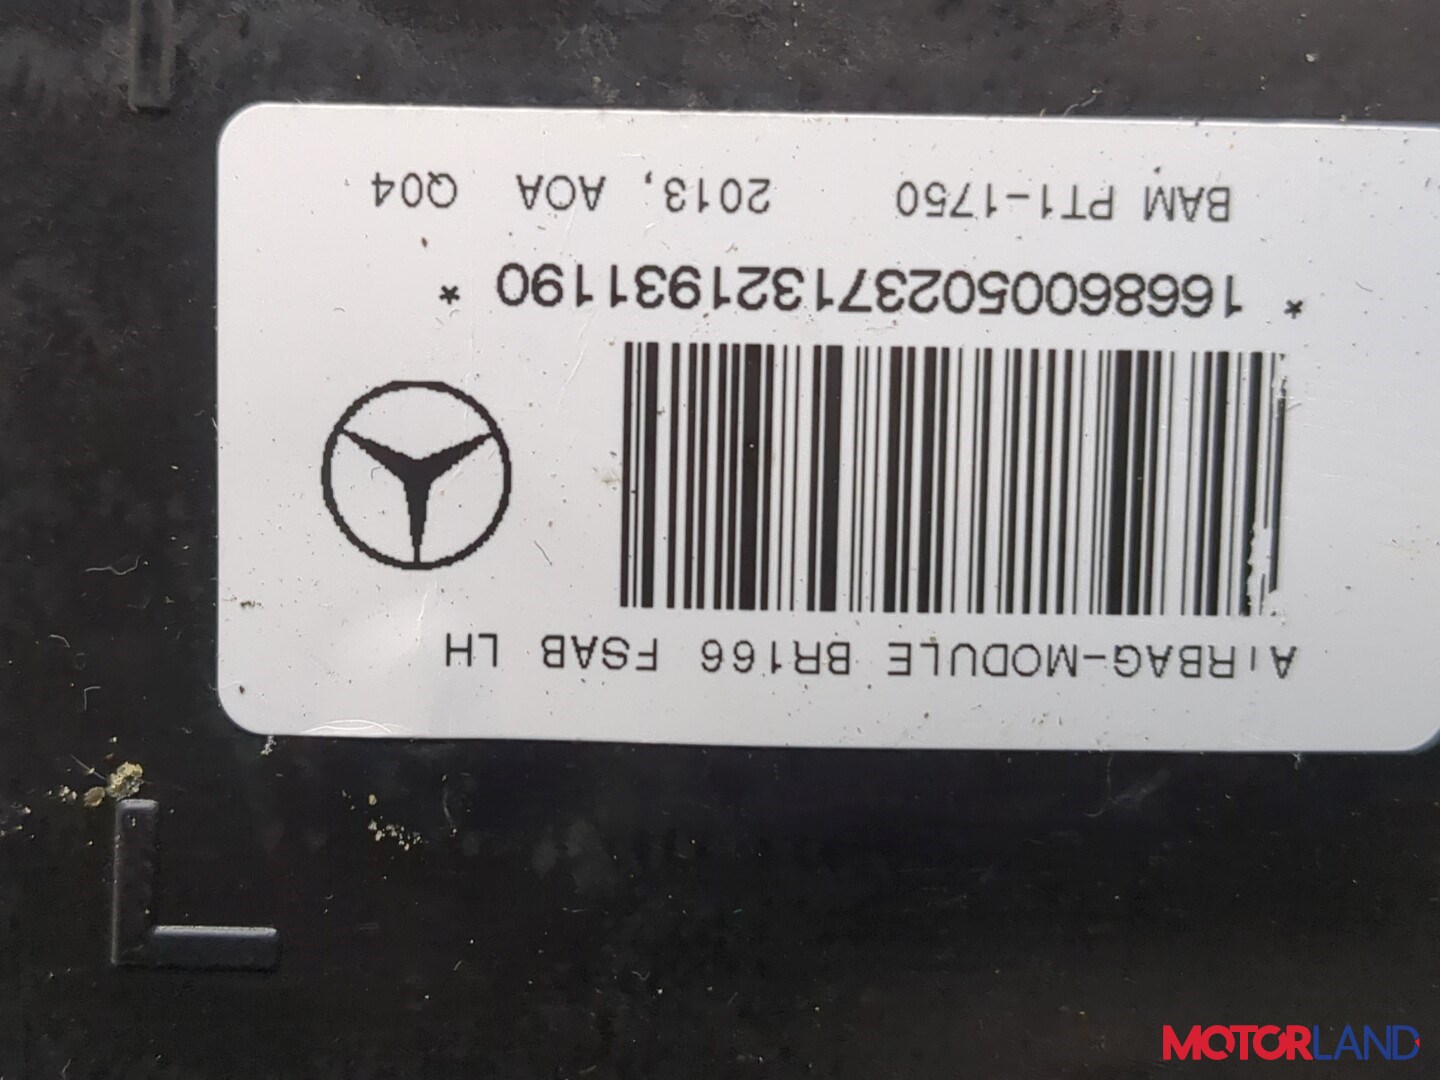 AiRBAG-MODULE BR166 FSAB LH
* 1668600502371321931190 *
BAM PT1-1750 2013, AOA Q04
MOTORLAND